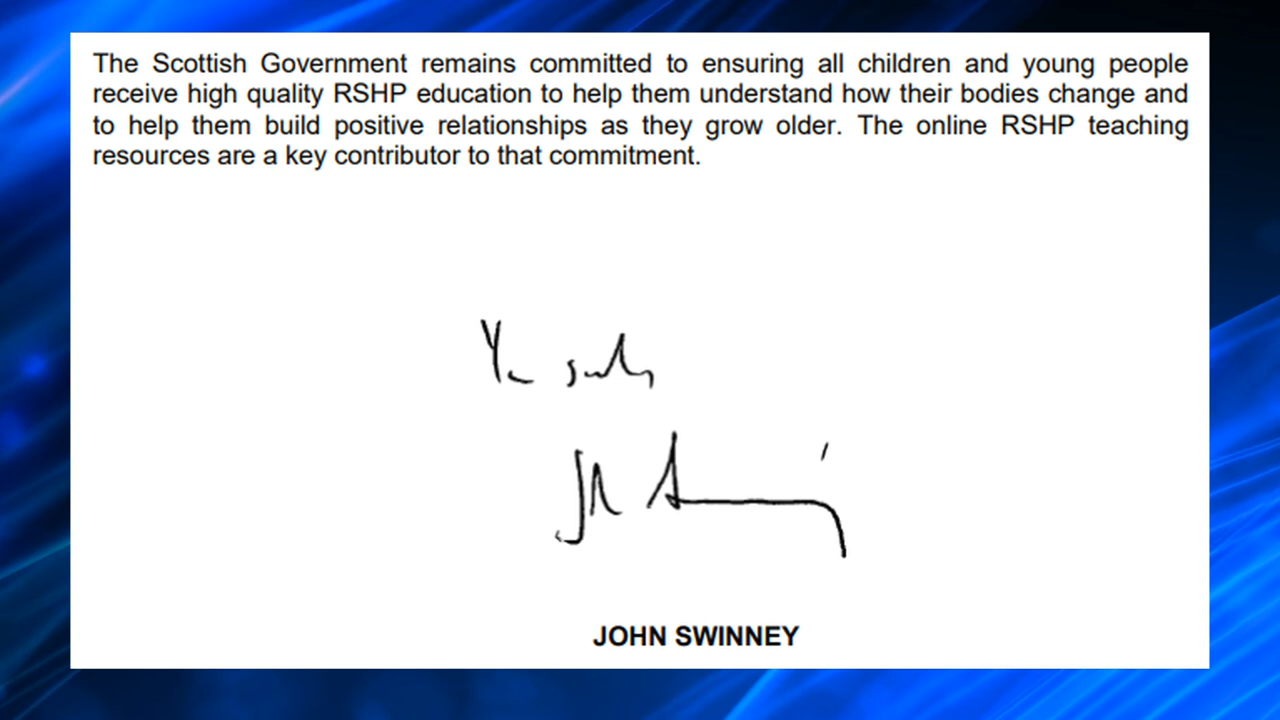 The Scottish Government remains committed to ensuring all children and young people
receive high quality RSHP education to help them understand how their bodies change and
to help them build positive relationships as they grow older. The online RSHP teaching
resources are a key contributor to that commitment.
JOHN SWINNEY